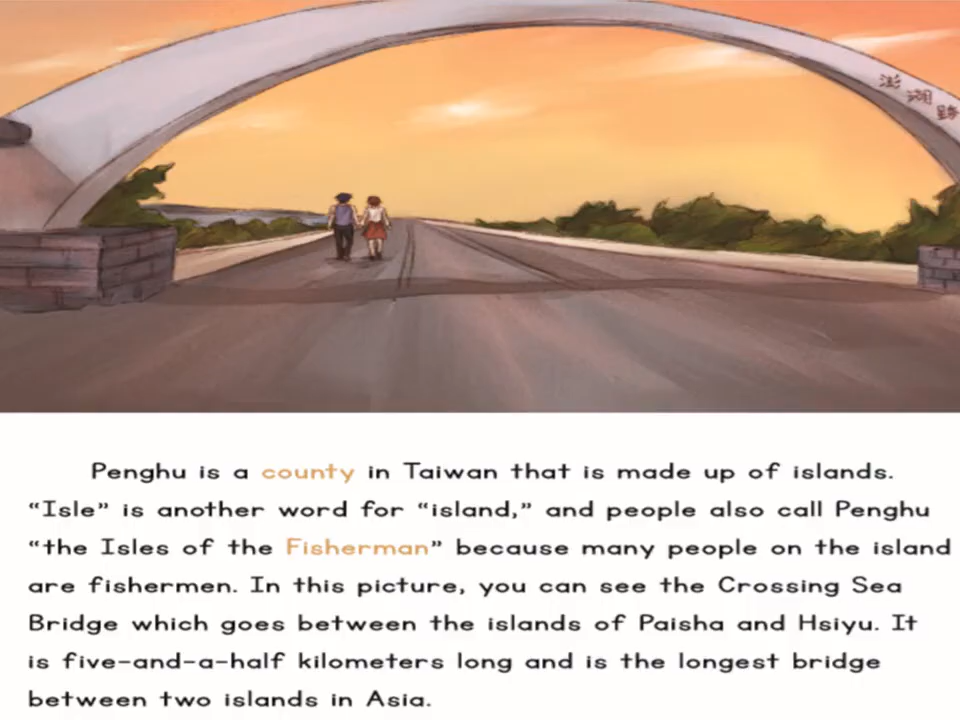 澎
湖
跨
Penghu is a county in Taiwan that is made up of islands.
“Isle” is another word for “island,” and people also call Penghu
“the Isles of the Fisherman” because many people on the island
are fishermen. In this picture, you can see the Crossing Sea
Bridge which goes between the islands of Paisha and Hsiyu. It
is five-and-a-half kilometers long and is the longest bridge
between two islands in Asia.